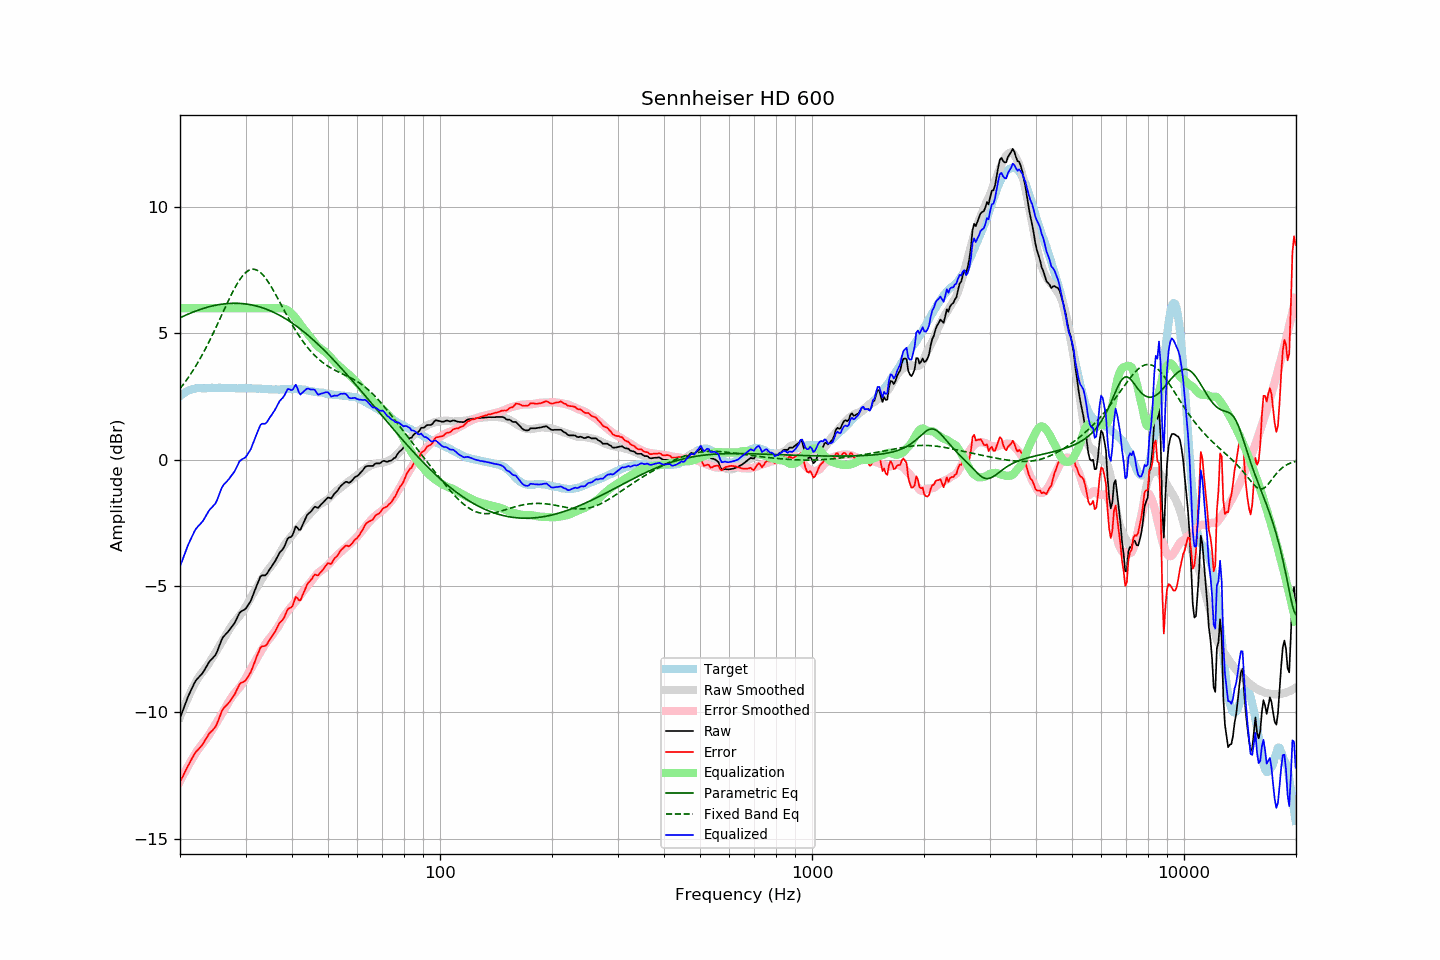 Sennheiser HD 600
Amplitude (dBr)
10
5
0
−5
−10
−15
Target
Raw Smoothed
Error Smoothed
Raw
Error
Equalization
Parametric Eq
Fixed Band Eq
Equalized
100
1000
10000
Frequency (Hz)